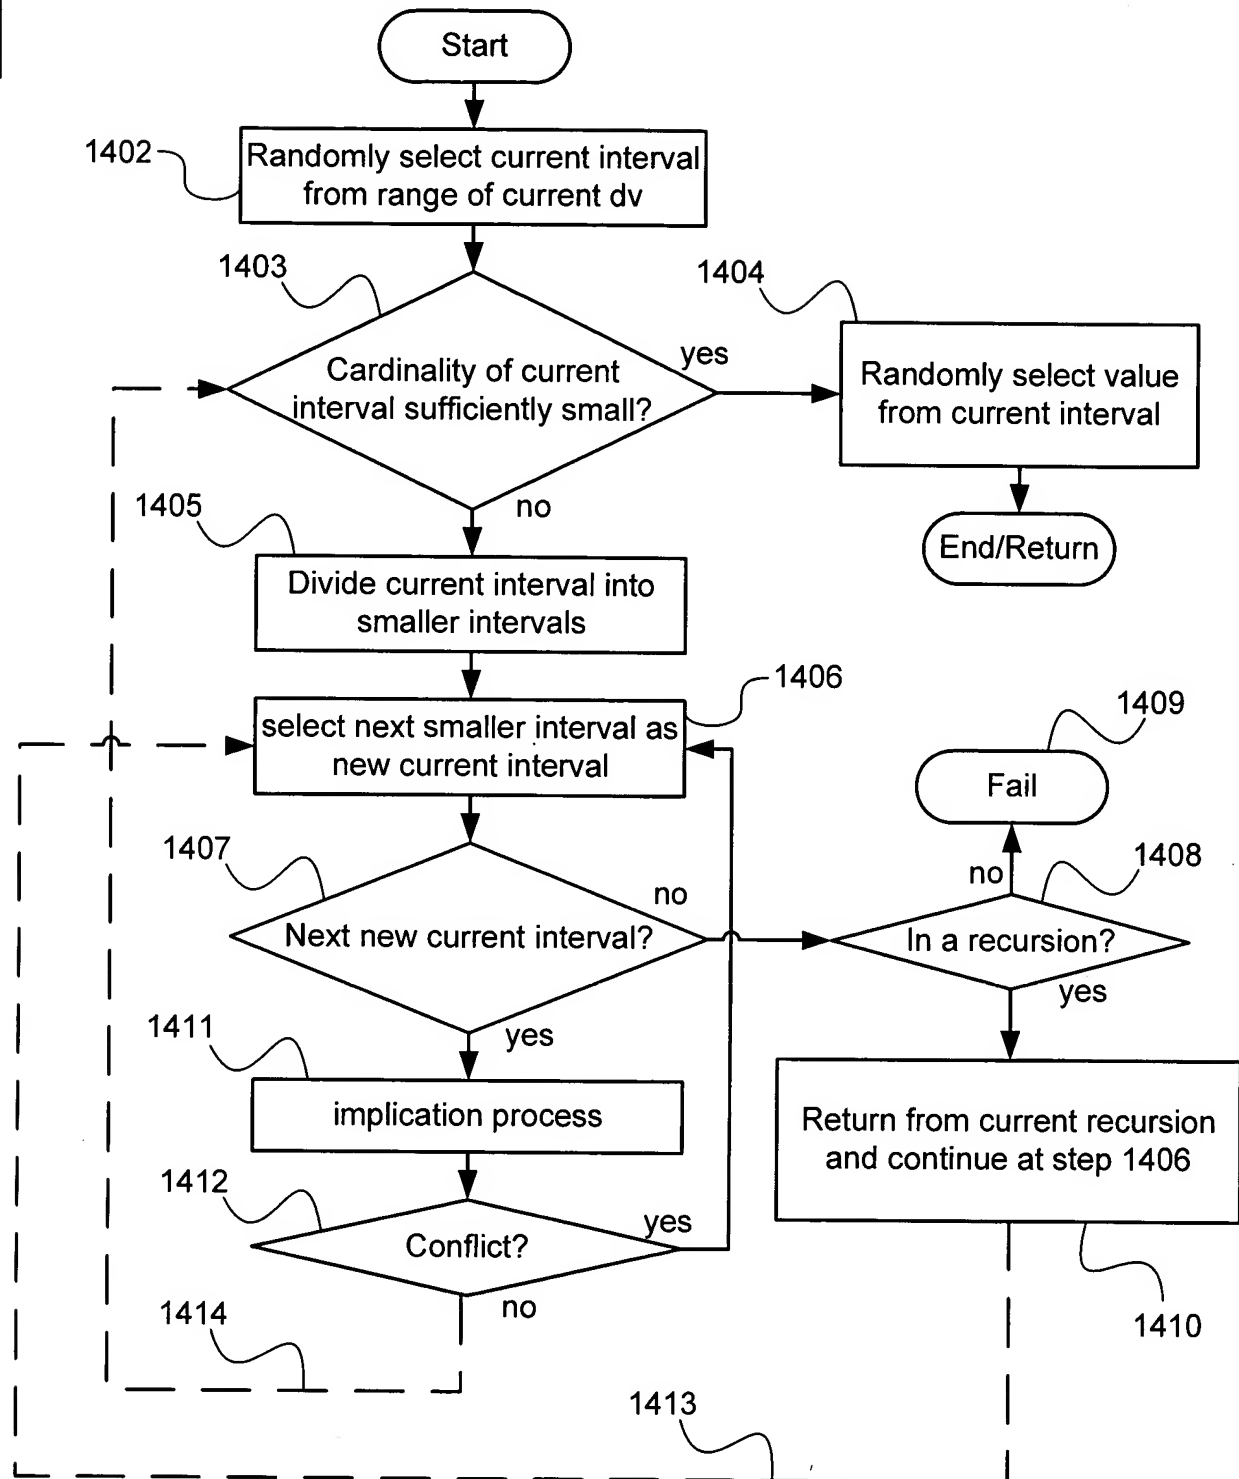 Start
1402
Randomly select current interval
from range of current dv
1403
1404
Cardinality of current
interval sufficiently small?
yes
Randomly select value
from current interval
no
1405
End/Return
Divide current interval into
smaller intervals
1406
select next smaller interval as
new current interval
1409
Fail
1407
no
1408
no
Next new current interval?
In a recursion?
yes
1411
yes
implication process
Return from current recursion
and continue at step 1406
1412
yes
Conflict?
no
1414
1410
1413